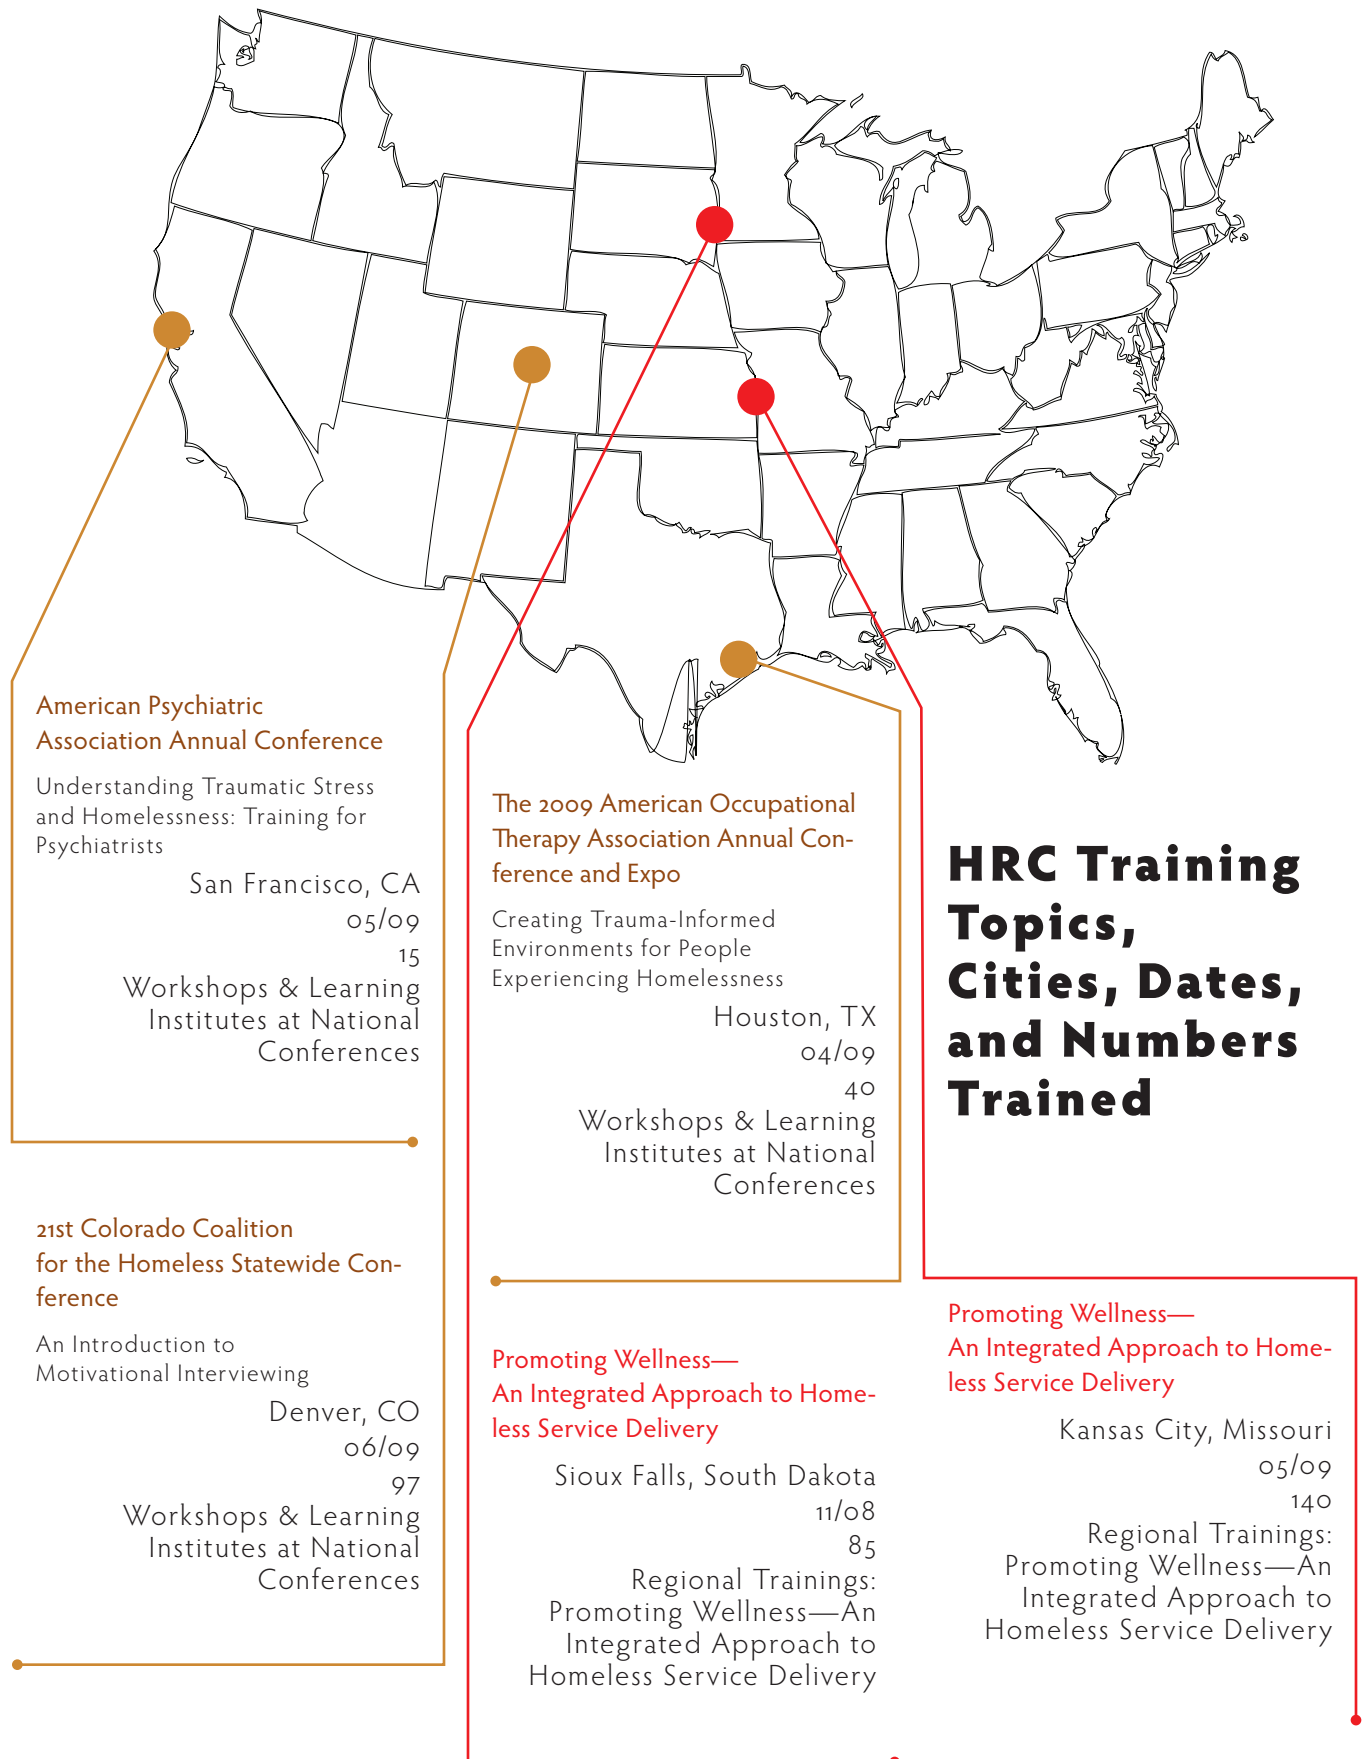 American Psychiatric
Association Annual Conference
Understanding Traumatic Stress
and Homelessness: Training for
Psychiatrists
San Francisco, CA
05/09
15
Workshops & Learning
Institutes at National
Conferences
21st Colorado Coalition
for the Homeless Statewide Con-
ference
An Introduction to
Motivational Interviewing
Denver, CO
06/09
97
Workshops & Learning
Institutes at National
Conferences
The 2009 American Occupational
Therapy Association Annual Con-
ference and Expo
Creating Trauma-Informed
Environments for People
Experiencing Homelessness
Houston, TX
04/09
40
Workshops & Learning
Institutes at National
Conferences
Promoting Wellness—
An Integrated Approach to Home-
less Service Delivery
Sioux Falls, South Dakota
11/08
85
Regional Trainings:
Promoting Wellness—An
Integrated Approach to
Homeless Service Delivery
HRC Training
Topics,
Cities, Dates,
and Numbers
Trained
Promoting Wellness—
An Integrated Approach to Home-
less Service Delivery
Kansas City, Missouri
05/09
140
Regional Trainings:
Promoting Wellness—An
Integrated Approach to
Homeless Service Delivery